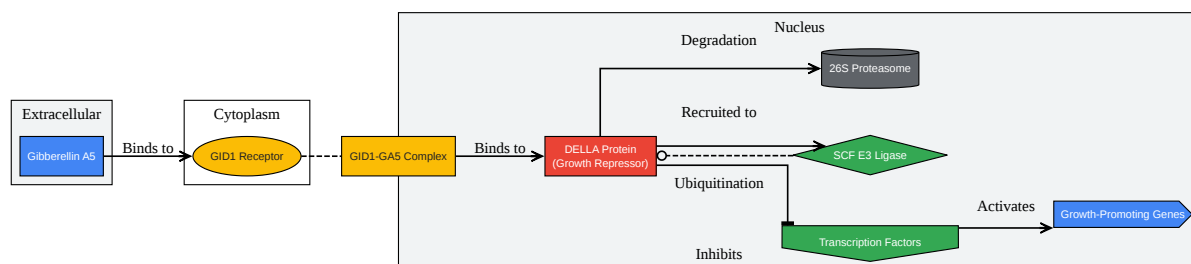 Nucleus
Degradation
26S Proteasome
Extracellular
Cytoplasm
Recruited to
Gibberellin A5
Binds to
GID1 Receptor
GID1-GA5 Complex
Binds to
DELLA Protein
(Growth Repressor)
SCF E3 Ligase
Ubiquitination
Activates
Growth-Promoting Genes
Transcription Factors
Inhibits